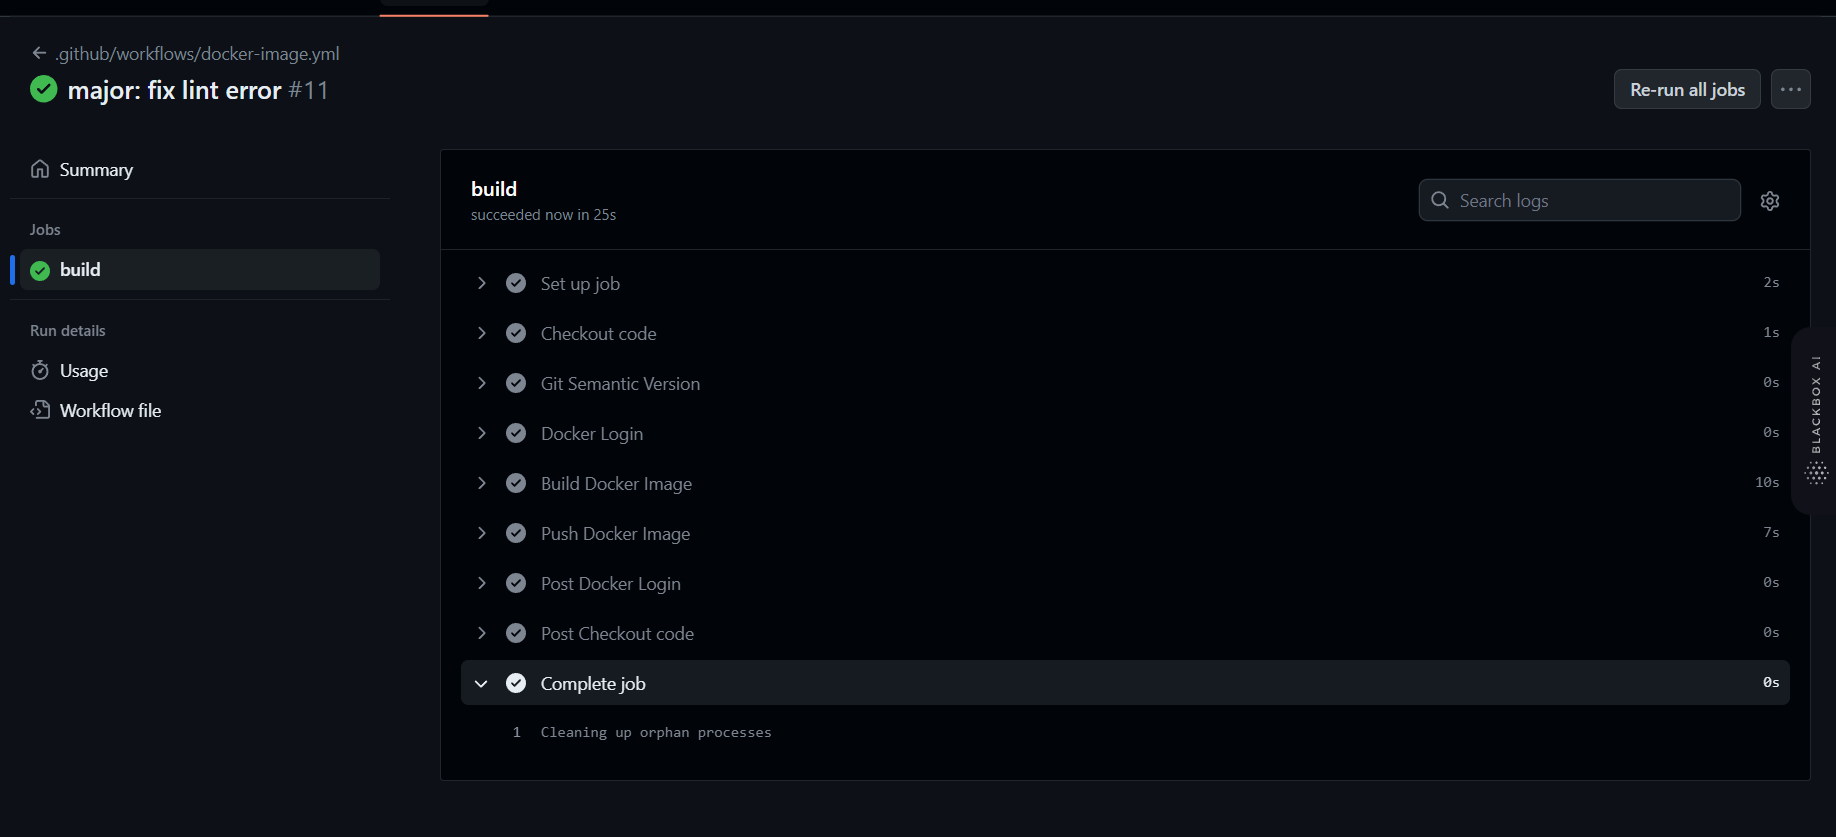 .github/workflows/docker-image.yml
major: fix lint error #11
Re-run all jobs
Summary
Jobs
build
Run details
Usage
Workflow file
build
succeeded now in 25s
Search logs
Set up job 2s
Checkout code 1s
Git Semantic Version 0s
Docker Login 0s
Build Docker Image 10s
Push Docker Image 7s
Post Docker Login 0s
Post Checkout code 0s
Complete job 0s
1 Cleaning up orphan processes
BLACKBOX AI